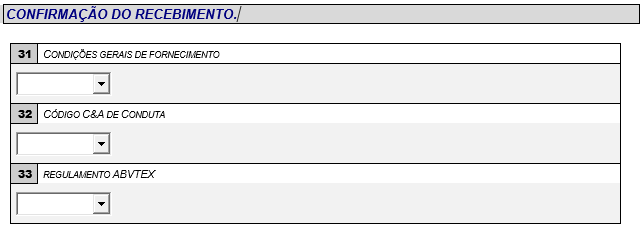 CONFIRMAÇÃO DO RECEBIMENTO./
31 CONDIÇÕES GERAIS DE FORNECIMENTO
32 CÓDIGO C&A DE CONDUTA
33 REGULAMENTO ABVTEX